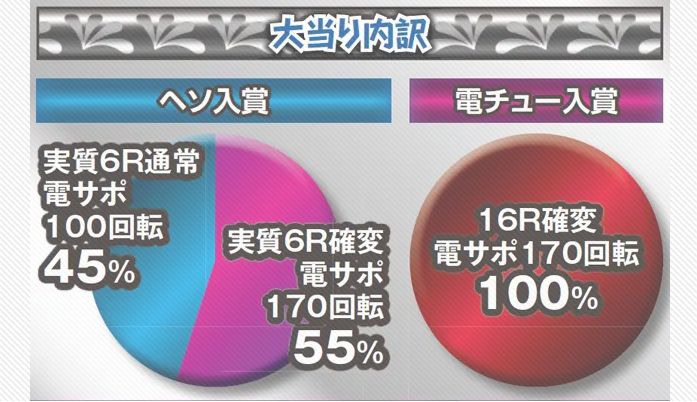 大当り内訳
ヘソ入賞
電チュー入賞
実質6R通常
電サポ
100回転
45%
実質6R確変
電サポ
170回転
55%
16R確変
電サポ170回転
100%